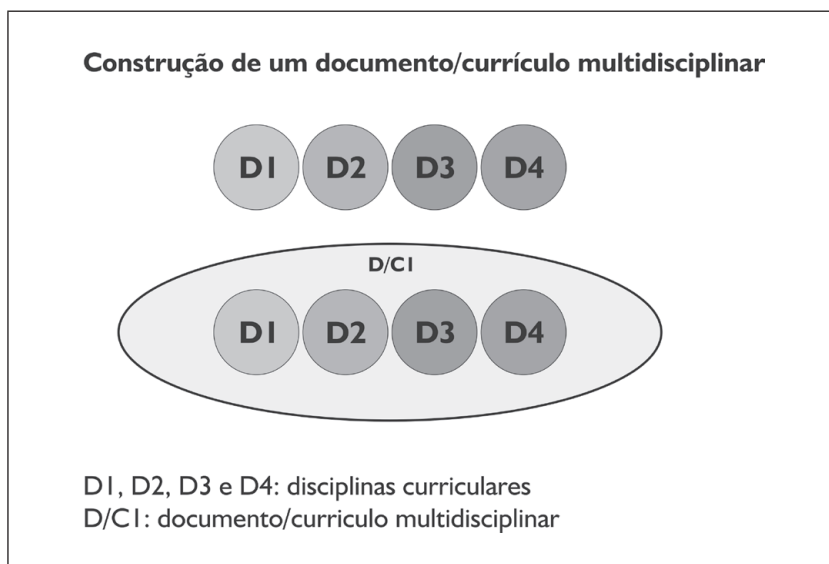 Construção de um documento/currículo multidisciplinar
D1 D2 D3 D4
D/C1
D1 D2 D3 D4
D1, D2, D3 e D4: disciplinas curriculares
D/C1: documento/curriculo multidisciplinar